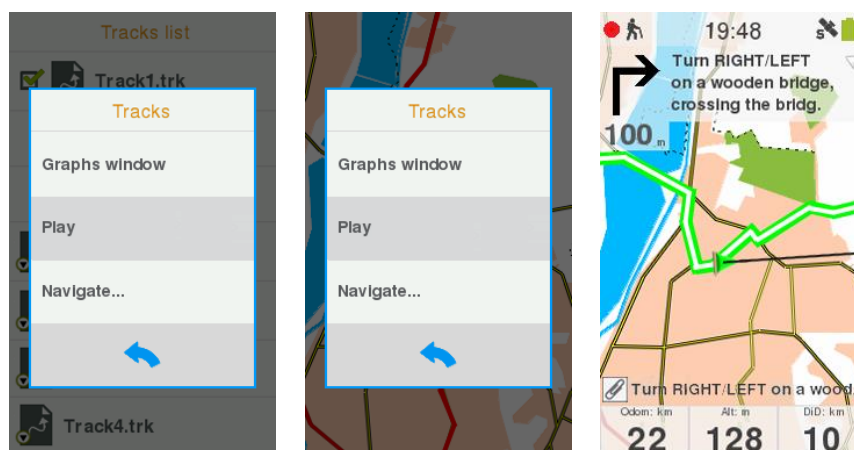 Tracks list
Track1.trk
Tracks
Graphs window
Play
Navigate...
Track4.trk
Tracks
Graphs window
Play
Navigate...
19:48
S
Turn RIGHT/LEFT
on a wooden bridge,
crossing the bridg.
100 m
Turn RIGHT/LEFT on a wood
Odom: km Alt: m DiD: km
22 128 10